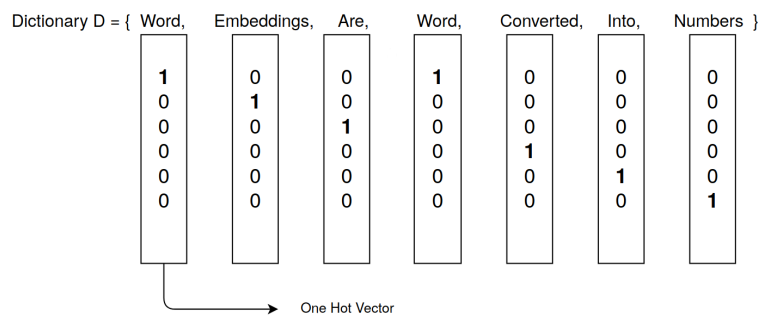 Dictionary D = { Word, Embeddings, Are, Word, Converted, Into, Numbers }
1 0 0 1 0 0 0
0 1 0 0 0 0 0
0 0 1 0 0 0 0
0 0 0 0 1 0 0
0 0 0 0 0 1 0
0 0 0 0 0 0 1
One Hot Vector